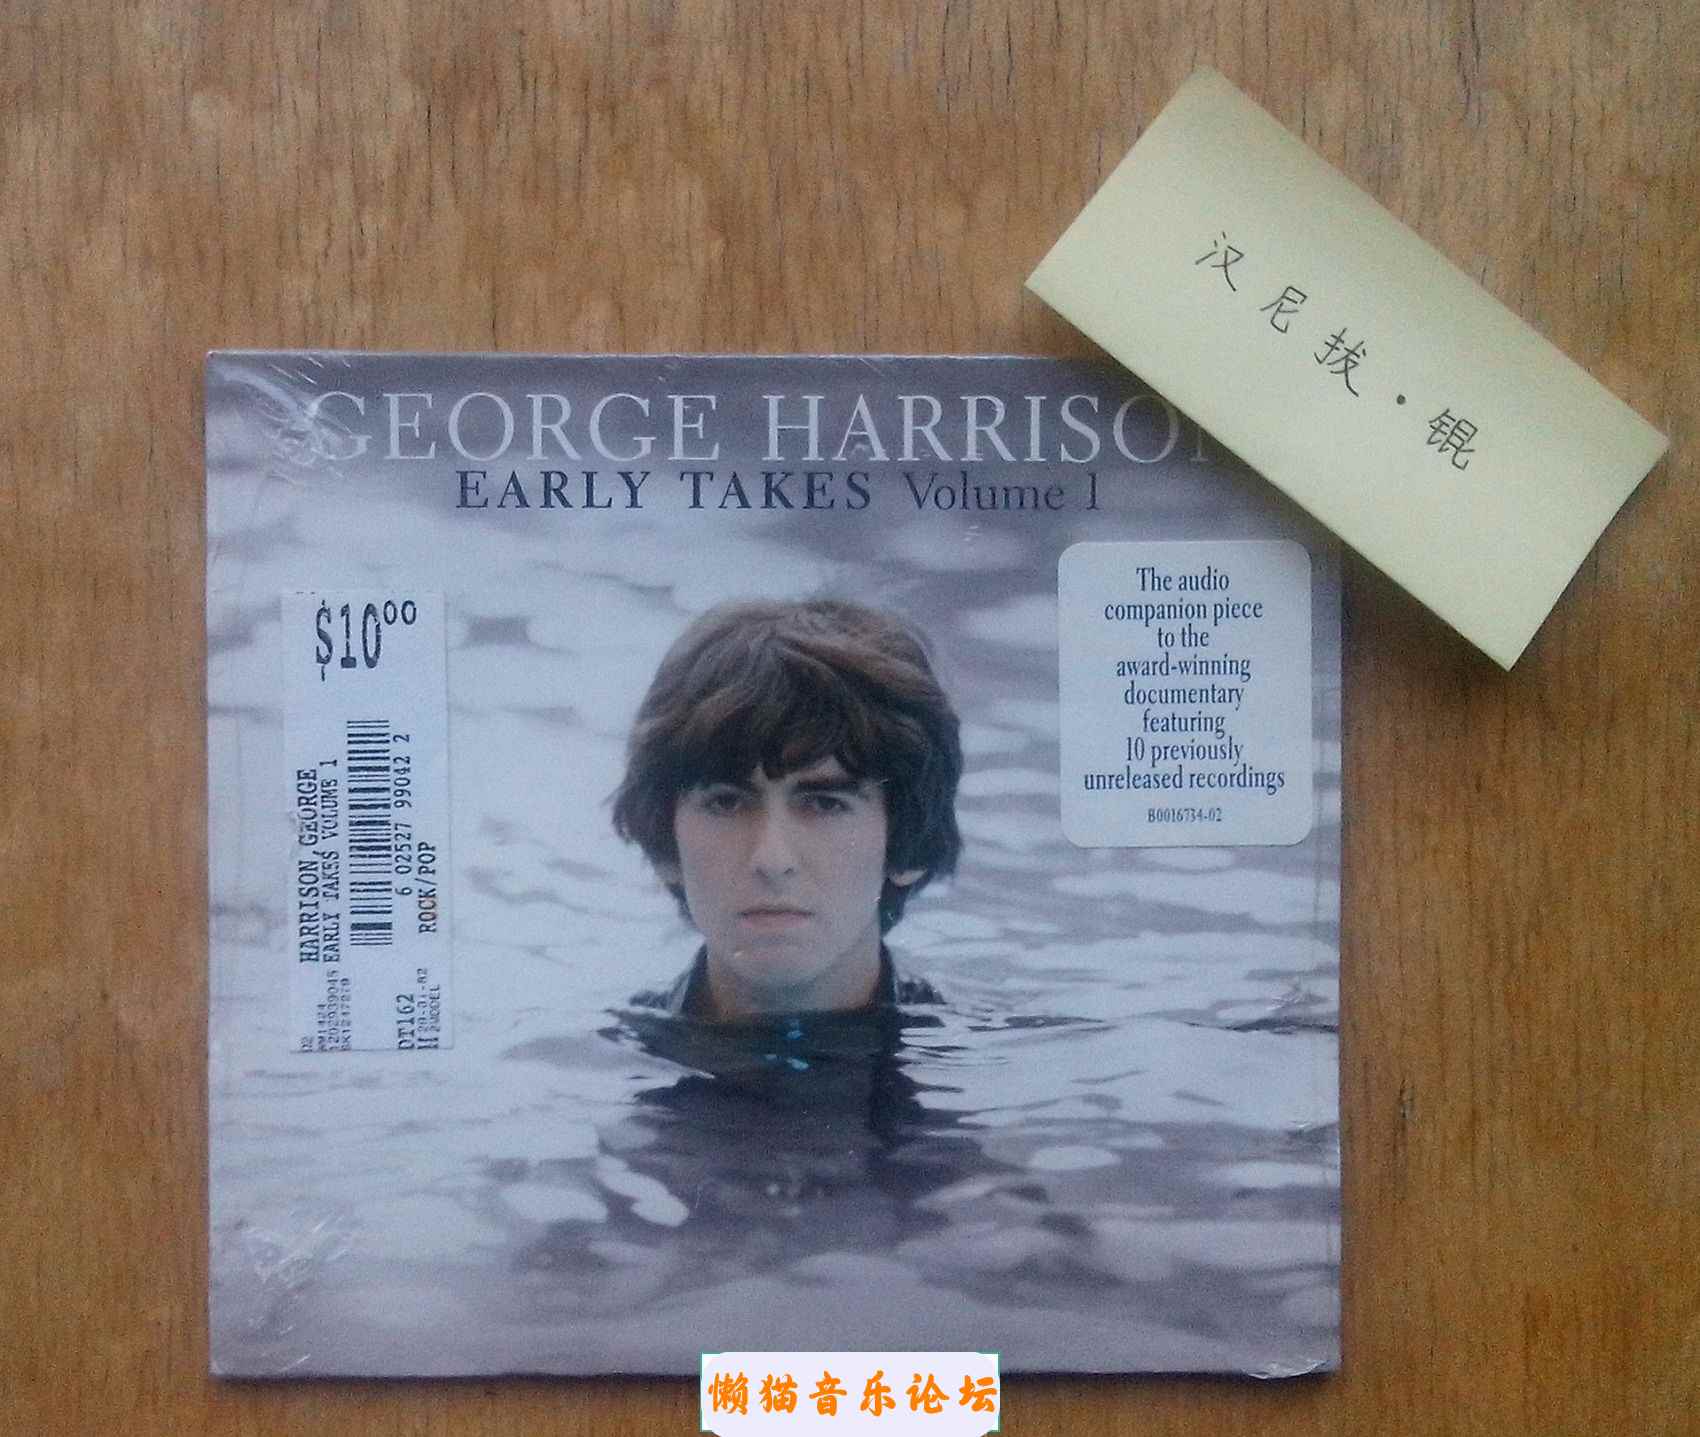 汉尼拔·锟
GEORGE HARRISON
EARLY TAKES Volume 1
The audio
companion piece
to the
award-winning
documentary
featuring
10 previously
unreleased recordings
B0016734-02
$10⁰⁰
HARRISON,GEORGE
EARLY TAKES VOLUME 1
6 02527 99042 2
ROCK/POP
DT162
懒猫音乐论坛